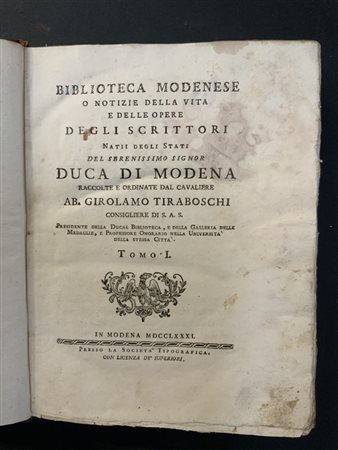 BIBLIOTECA MODENESE
O NOTIZIE DELLA VITA
E DELLE OPERE
DEGLI SCRITTORI
NATII DEGLI STATI
DEL SERENISSIMO SIGNOR
DUCA DI MODENA
RACCOLTE E ORDINATE DAL CAVALIERE
AB. GIROLAMO TIRABOSCHI
CONSIGLIERE DI S. A. S.
PRESIDENTE DELLA DUCAL BIBLIOTECA, E DELLA GALLERIA DELLE
MEDAGLIE, E PROFESSORE ONORARIO NELLA UNIVERSITA'
DELLA STESSA CITTA'.
TOMO I.
IN MODENA MDCCLXXXI.
PRESSO LA SOCIETA' TIPOGRAFICA.
CON LICENZA DE' SUPERIORI.